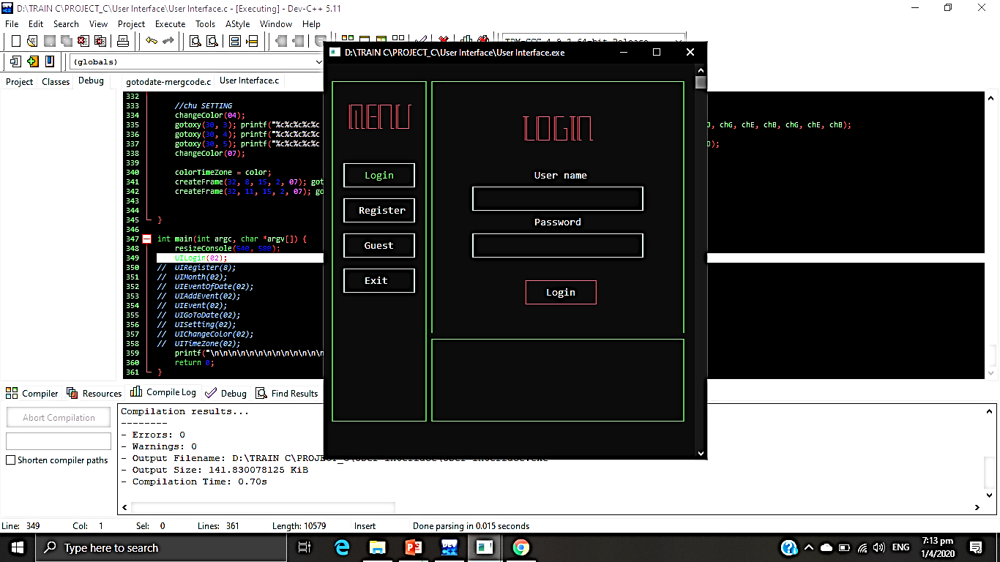 D:\TRAIN C\PROJECT_C\User Interface\User Interface.c - [Executing] - Dev-C++ 5.11
File Edit Search View Project Execute Tools AStyle Window Help
(globals)
Project Classes Debug
gotodate-mergcode.c User Interface.c
332
333 //chu SETTING
334 changeColor(04);
335 gotoxy(30, 3); printf("%c%c%c%c%c , chG, chE, chB, chG, chE, chB);
336 gotoxy(30, 4); printf("%c%c%c%c%c
337 gotoxy(30, 5); printf("%c%c%c%c%c );
338 changeColor(07);
339
340 colorTimeZone = color;
341 createFrame(32, 8, 15, 2, 07); got
342 createFrame(32, 11, 15, 2, 07); go
343
344
345 }
346
347 int main(int argc, char *argv[]) {
348 resizeConsole(540, 580);
349 UILogin(02);
350 // UIRegister(8);
351 // UIMonth(02);
352 // UIEventOfDate(02);
353 // UIAddEvent(02);
354 // UIEvent(02);
355 // UIGoToDate(02);
356 // UISetting(02);
357 // UIChangeColor(02);
358 // UITimeZone(02);
359 printf("\n\n\n\n\n\n\n\n\n\n\n\n\n
360 return 0;
361 }
D:\TRAIN C\PROJECT_C\User Interface\User Interface.exe
MENU
Login
Register
Guest
Exit
LOGIN
User name
Password
Login
Compiler Resources Compile Log Debug Find Results
Abort Compilation
Shorten compiler paths
Compilation results...
--------
- Errors: 0
- Warnings: 0
- Output Filename: D:\TRAIN C\PROJECT_C\User Interface\User Interface.exe
- Output Size: 141.830078125 KiB
- Compilation Time: 0.70s
Line: 349 Col: 1 Sel: 0 Lines: 361 Length: 10579 Insert Done parsing in 0.015 seconds
Type here to search
DEV
ENG
7:13 pm
1/4/2020